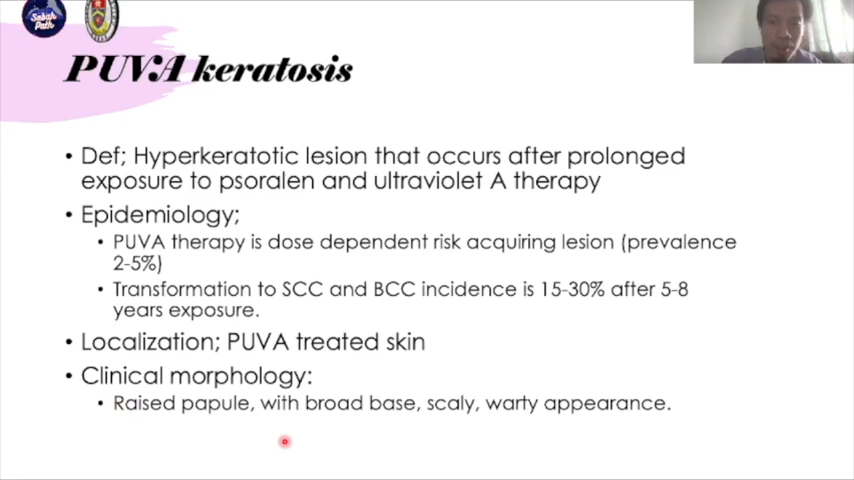 Sabah
Path
PUVA keratosis
• Def; Hyperkeratotic lesion that occurs after prolonged
exposure to psoralen and ultraviolet A therapy
• Epidemiology;
• PUVA therapy is dose dependent risk acquiring lesion (prevalence
2-5%)
• Transformation to SCC and BCC incidence is 15-30% after 5-8
years exposure.
• Localization; PUVA treated skin
• Clinical morphology:
• Raised papule, with broad base, scaly, warty appearance.